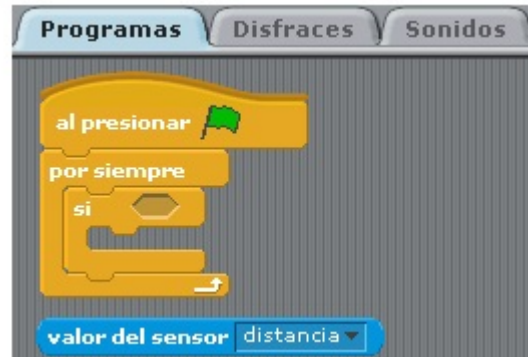 Programas Disfraces Sonidos
al presionar
por siempre
si
valor del sensor distancia